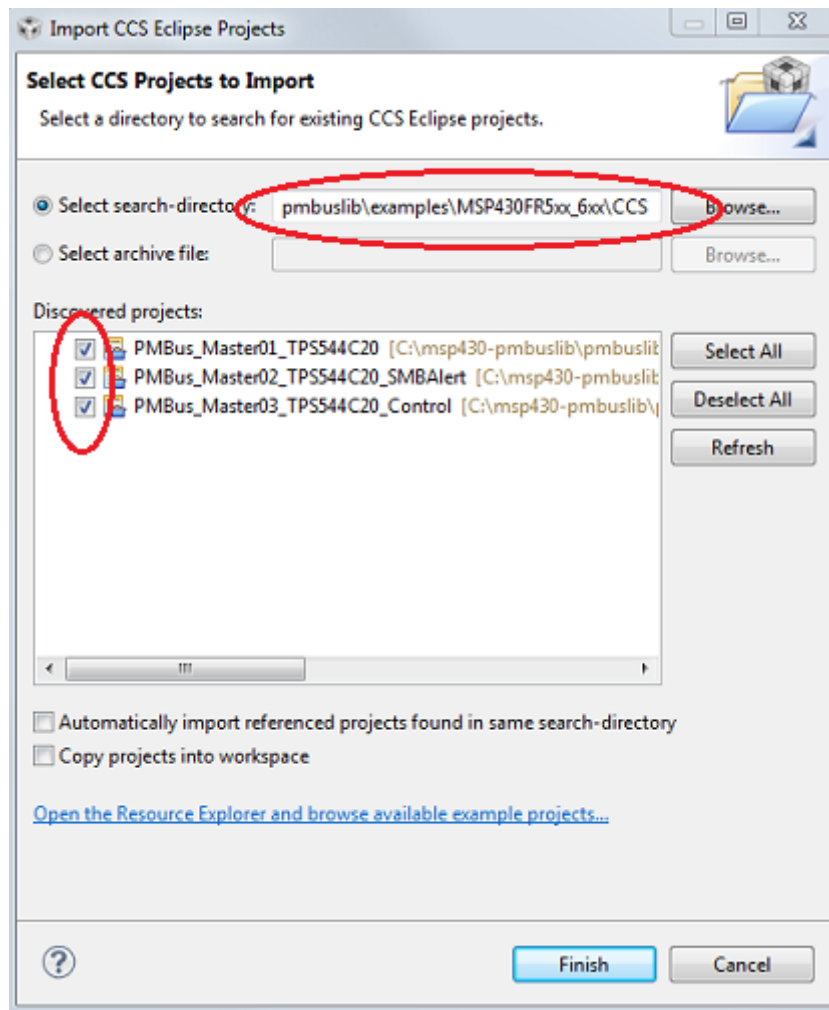 Import CCS Eclipse Projects
Select CCS Projects to Import
Select a directory to search for existing CCS Eclipse projects.
Select search-directory: pmbuslib\examples\MSP430FR5xx_6xx\CCS Browse...
Select archive file: Browse...
Discovered projects:
PMBus_Master01_TPS544C20 [C:\msp430-pmbuslib\pmbuslit Select All
PMBus_Master02_TPS544C20_SMBAlert [C:\msp430-pmbuslit
PMBus_Master03_TPS544C20_Control [C:\msp430-pmbuslib\ Deselect All
Refresh
Automatically import referenced projects found in same search-directory
Copy projects into workspace
Open the Resource Explorer and browse available example projects...
? Finish Cancel